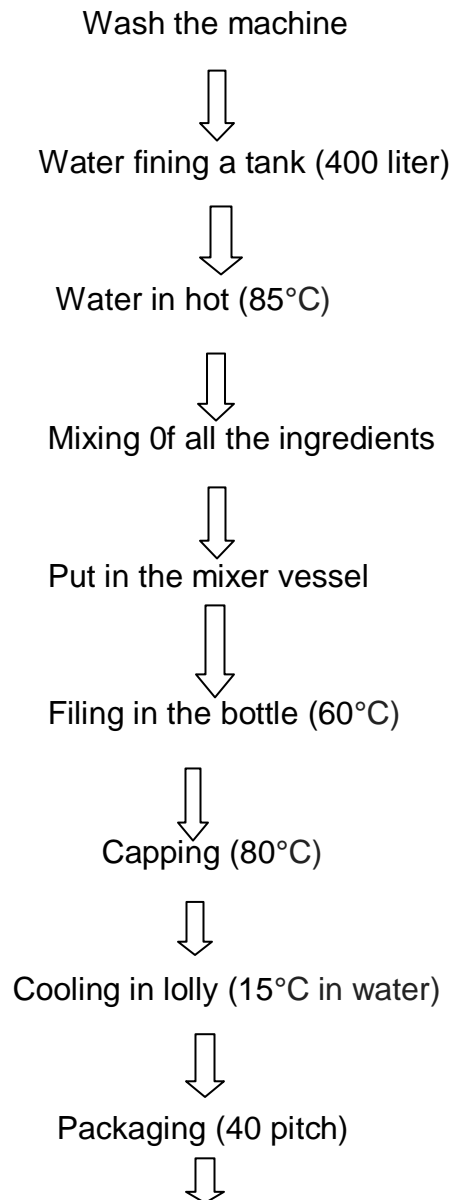 Wash the machine
Water fining a tank (400 liter)
Water in hot (85°C)
Mixing 0f all the ingredients
Put in the mixer vessel
Filing in the bottle (60°C)
Capping (80°C)
Cooling in lolly (15°C in water)
Packaging (40 pitch)